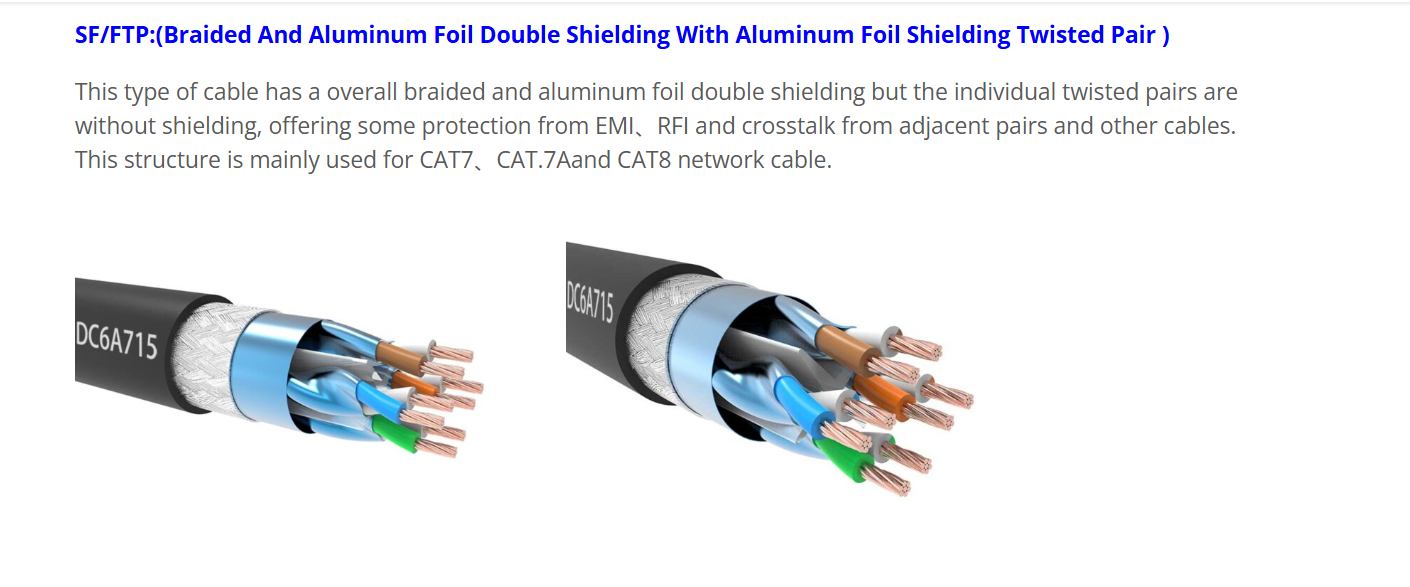 SF/FTP:(Braided And Aluminum Foil Double Shielding With Aluminum Foil Shielding Twisted Pair )
This type of cable has a overall braided and aluminum foil double shielding but the individual twisted pairs are
without shielding, offering some protection from EMI、RFI and crosstalk from adjacent pairs and other cables.
This structure is mainly used for CAT7、CAT.7Aand CAT8 network cable.
DC6A715
DC6A715